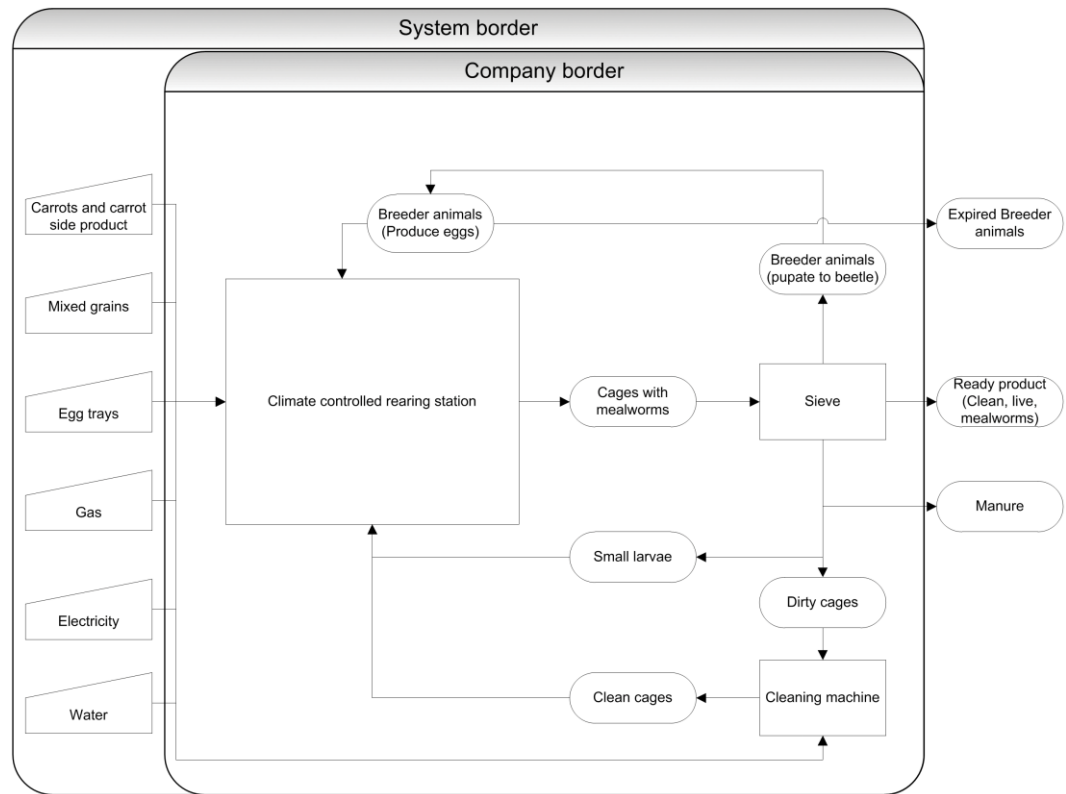 System border
Company border
Carrots and carrot
side product
Mixed grains
Egg trays
Gas
Electricity
Water
Breeder animals
(Produce eggs)
Climate controlled rearing station
Cages with
mealworms
Small larvae
Clean cages
Breeder animals
(pupate to beetle)
Sieve
Dirty cages
Cleaning machine
Expired Breeder
animals
Ready product
(Clean, live,
mealworms)
Manure